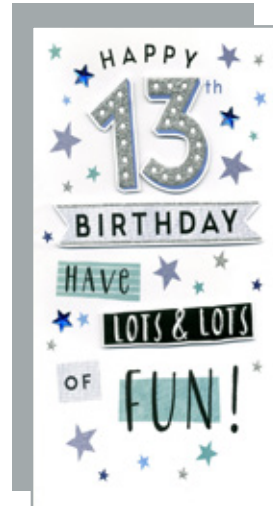 HAPPY
13th
BIRTHDAY
HAVE
LOTS & LOTS
OF
FUN!